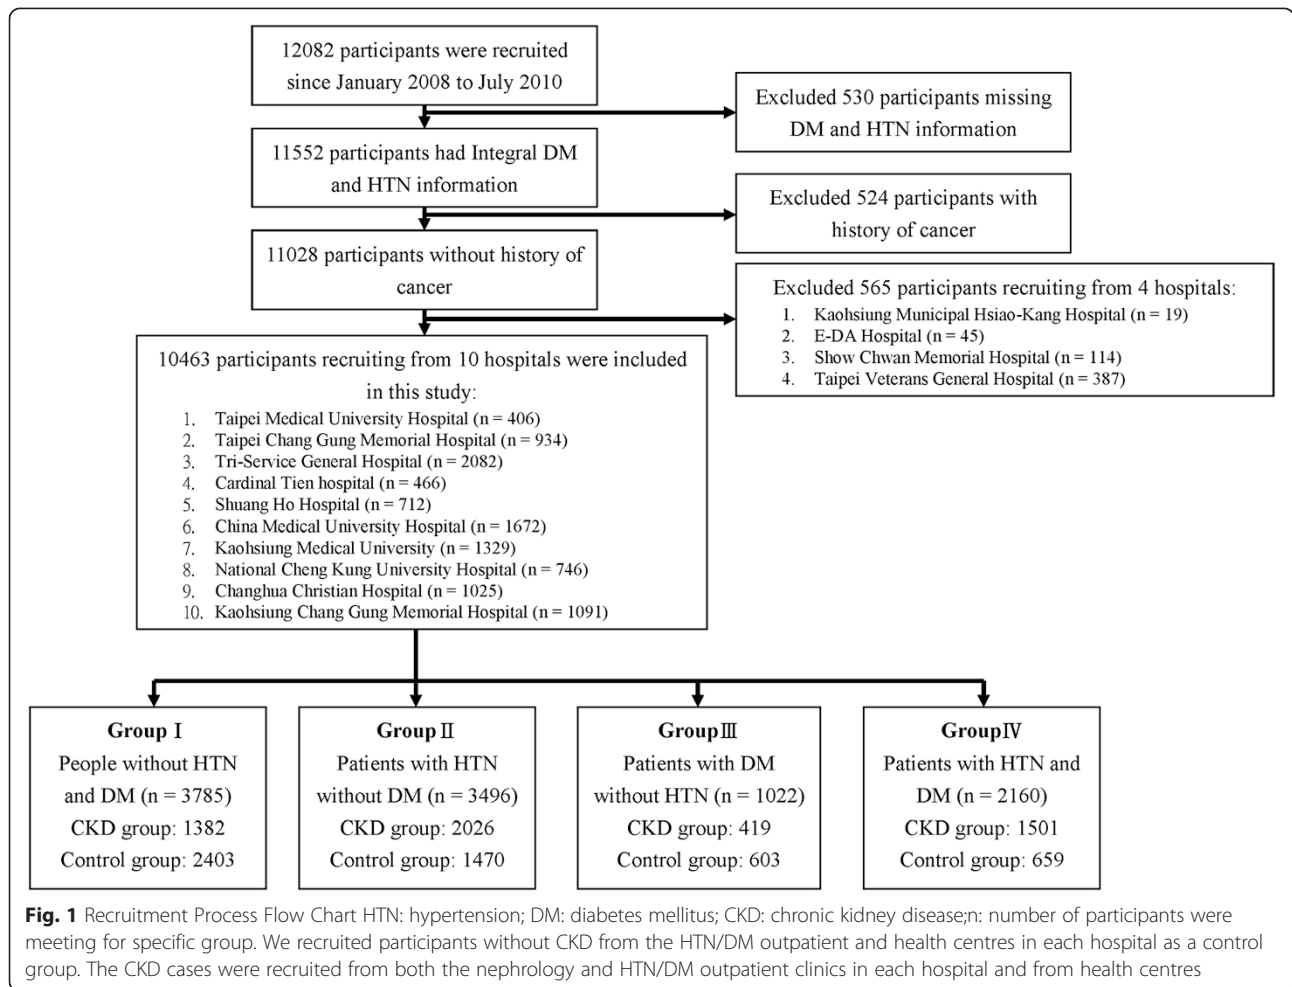 12082 participants were recruited
since January 2008 to July 2010
Excluded 530 participants missing
DM and HTN information
11552 participants had Integral DM
and HTN information
Excluded 524 participants with
history of cancer
11028 participants without history of
cancer
Excluded 565 participants recruiting from 4 hospitals:
1. Kaohsiung Municipal Hsiao-Kang Hospital (n = 19)
2. E-DA Hospital (n = 45)
3. Show Chwan Memorial Hospital (n = 114)
4. Taipei Veterans General Hospital (n = 387)
10463 participants recruiting from 10 hospitals were included
in this study:
1. Taipei Medical University Hospital (n = 406)
2. Taipei Chang Gung Memorial Hospital (n = 934)
3. Tri-Service General Hospital (n = 2082)
4. Cardinal Tien hospital (n = 466)
5. Shuang Ho Hospital (n = 712)
6. China Medical University Hospital (n = 1672)
7. Kaohsiung Medical University (n = 1329)
8. National Cheng Kung University Hospital (n = 746)
9. Changhua Christian Hospital (n = 1025)
10. Kaohsiung Chang Gung Memorial Hospital (n = 1091)
Group Ⅰ
People without HTN
and DM (n = 3785)
CKD group: 1382
Control group: 2403
Group Ⅱ
Patients with HTN
without DM (n = 3496)
CKD group: 2026
Control group: 1470
GroupⅢ
Patients with DM
without HTN (n = 1022)
CKD group: 419
Control group: 603
GroupⅣ
Patients with HTN and
DM (n = 2160)
CKD group: 1501
Control group: 659
Fig. 1 Recruitment Process Flow Chart HTN: hypertension; DM: diabetes mellitus; CKD: chronic kidney disease;n: number of participants were
meeting for specific group. We recruited participants without CKD from the HTN/DM outpatient and health centres in each hospital as a control
group. The CKD cases were recruited from both the nephrology and HTN/DM outpatient clinics in each hospital and from health centres